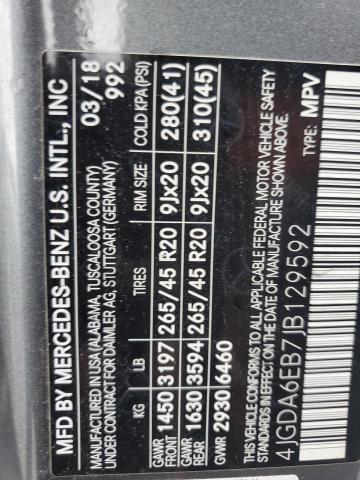 MFD BY MERCEDES-BENZ U.S. INTL., INC
MANUFACTURED IN USA (ALABAMA, TUSCALOOSA COUNTY) 03/18
UNDER CONTRACT FOR DAIMLER AG, STUTTGART (GERMANY) 992
KG LB TIRES RIM SIZE COLD KPA (PSI)
GAWR FRONT 1450 3197 265/45 R20 9Jx20 280(41)
GAWR REAR 1630 3594 265/45 R20 9Jx20 310(45)
GVWR 2930 6460
THIS VEHICLE CONFORMS TO ALL APPLICABLE FEDERAL MOTOR VEHICLE SAFETY
STANDARDS IN EFFECT ON THE DATE OF MANUFACTURE SHOWN ABOVE.
4JGDA6EB7JB129592 TYPE: MPV